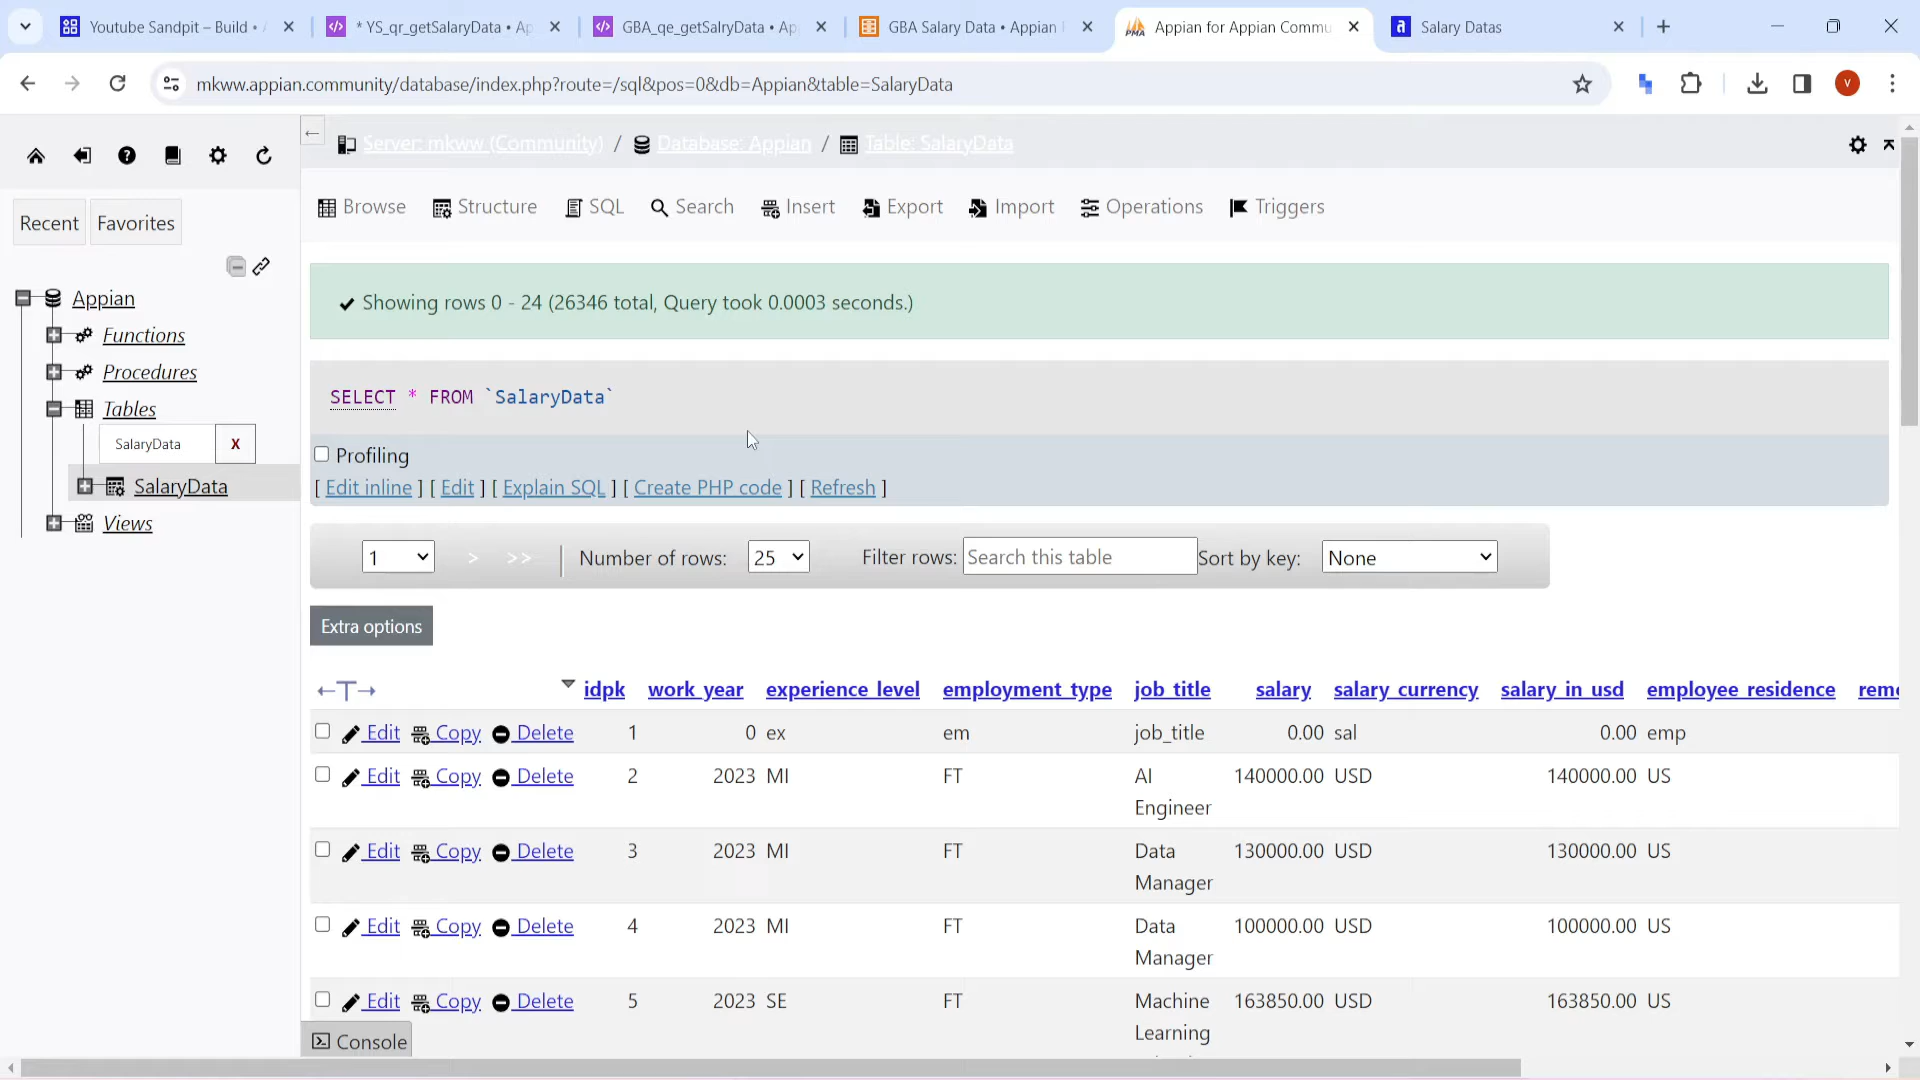 Youtube Sandpit – Build •
* YS_qr_getSalaryData • Ap
GBA_qe_getSalryData • Ap
GBA Salary Data • Appian
Appian for Appian Commu
Salary Datas
mkww.appian.community/database/index.php?route=/sql&pos=0&db=Appian&table=SalaryData
V
Server: mkww (Community) / Database: Appian / Table: SalaryData
Browse Structure SQL Search Insert Export Import Operations Triggers
Recent Favorites
Appian
Functions
Procedures
Tables
SalaryData X
SalaryData
Views
Showing rows 0 - 24 (26346 total, Query took 0.0003 seconds.)
SELECT * FROM `SalaryData`
Profiling
[ Edit inline ] [ Edit ] [ Explain SQL ] [ Create PHP code ] [ Refresh ]
1 > >> Number of rows: 25 Filter rows: Search this table Sort by key: None
Extra options
←T→ idpk work_year experience_level employment_type job_title salary salary_currency salary_in_usd employee_residence remo
Edit Copy Delete 1 0 ex em job_title 0.00 sal 0.00 emp
Edit Copy Delete 2 2023 MI FT AI 140000.00 USD 140000.00 US
Engineer
Edit Copy Delete 3 2023 MI FT Data 130000.00 USD 130000.00 US
Manager
Edit Copy Delete 4 2023 MI FT Data 100000.00 USD 100000.00 US
Manager
Edit Copy Delete 5 2023 SE FT Machine 163850.00 USD 163850.00 US
Learning
Console